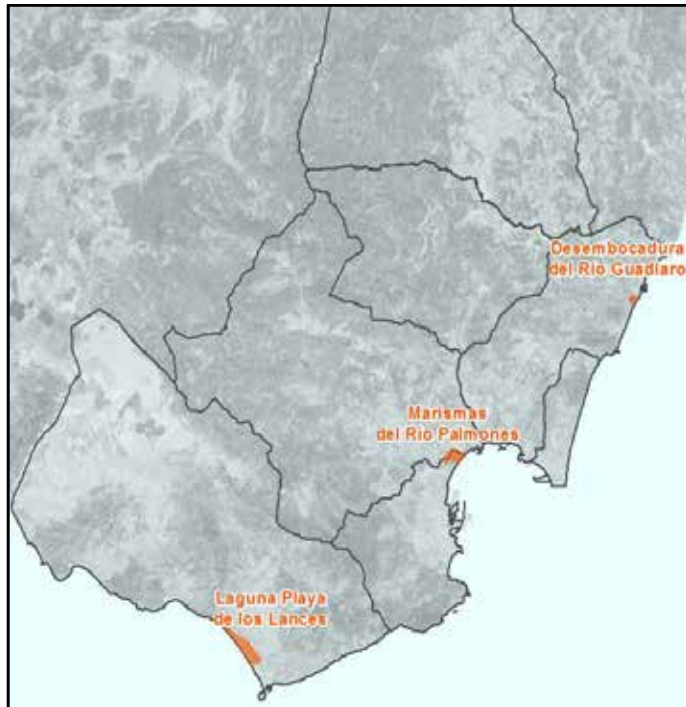 Desembocadura
del Río Guadiaro
Marismas
del Río Palmones
Laguna Playa
de los Lances